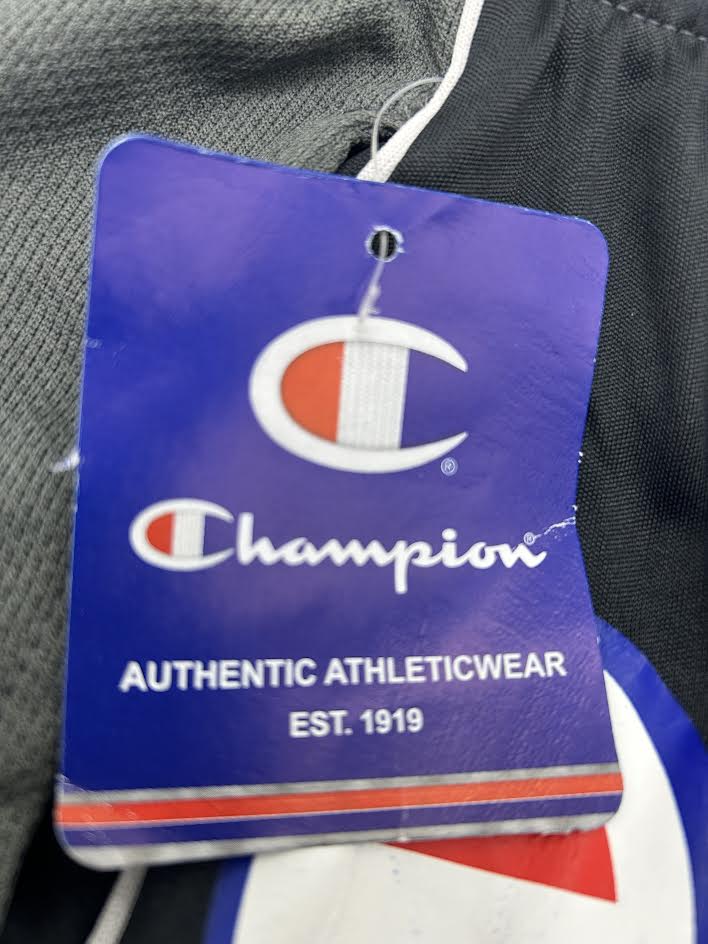 ®
Champion®
AUTHENTIC ATHLETICWEAR
EST. 1919